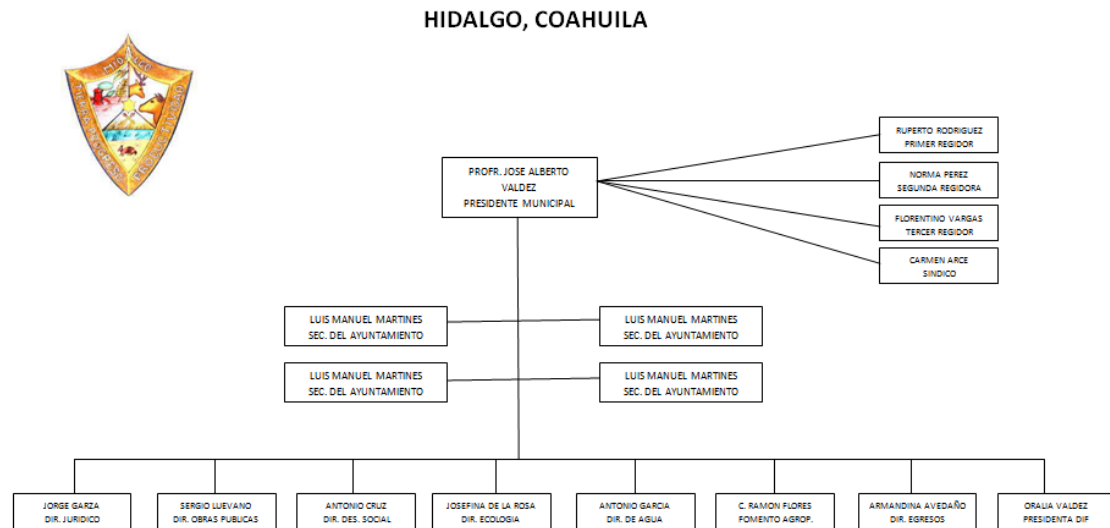 HIDALGO, COAHUILA
HIDALGO
PROFR. JOSE ALBERTO
VALDEZ
PRESIDENTE MUNICIPAL
RUPERTO RODRIGUEZ
PRIMER REGIDOR
NORMA PEREZ
SEGUNDA REGIDORA
FLORENTINO VARGAS
TERCER REGIDOR
CARMEN ARCE
SINDICO
LUIS MANUEL MARTINES
SEC. DEL AYUNTAMIENTO
LUIS MANUEL MARTINES
SEC. DEL AYUNTAMIENTO
LUIS MANUEL MARTINES
SEC. DEL AYUNTAMIENTO
LUIS MANUEL MARTINES
SEC. DEL AYUNTAMIENTO
JORGE GARZA
DIR. JURIDICO
SERGIO LUEVANO
DIR. OBRAS PUBLICAS
ANTONIO CRUZ
DIR. DES. SOCIAL
JOSEFINA DE LA ROSA
DIR. ECOLOGIA
ANTONIO GARCIA
DIR. DE AGUA
C. RAMON FLORES
FOMENTO AGROP.
ARMANDINA AVEDAÑO
DIR. EGRESOS
ORALIA VALDEZ
PRESIDENTA DIF